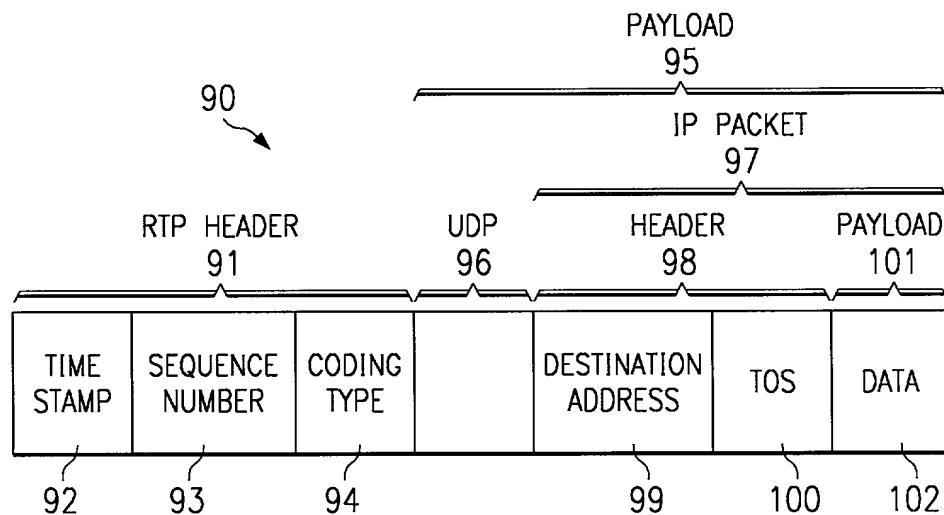 PAYLOAD
95
90
IP PACKET
97
RTP HEADER UDP HEADER PAYLOAD
91 96 98 101
TIME STAMP SEQUENCE NUMBER CODING TYPE DESTINATION ADDRESS TOS DATA
92 93 94 99 100 102